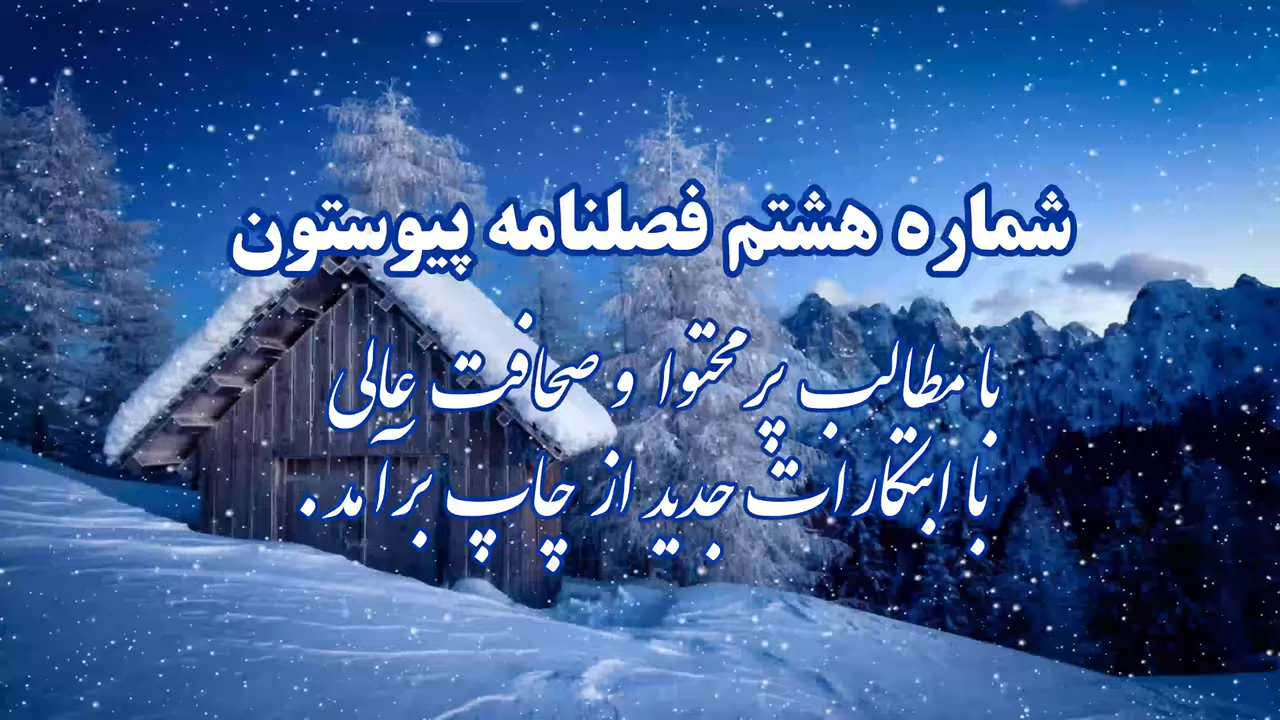 شماره هشتم فصلنامه پیوستون
با مطالب پر محتوا و صحافت عالی
با ابتکارات جدید از چاپ برآمد.